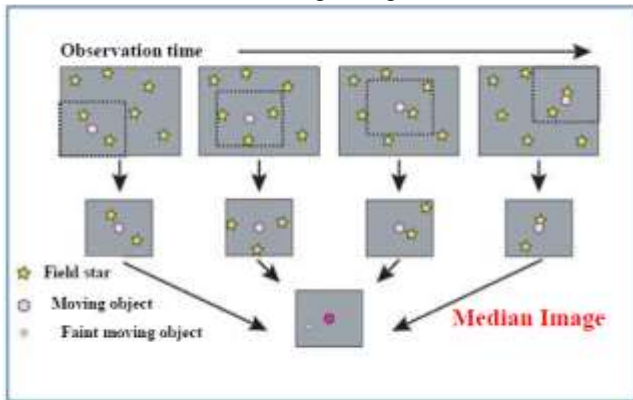 Observation time
Field star
Moving object
Faint moving object
Median Image